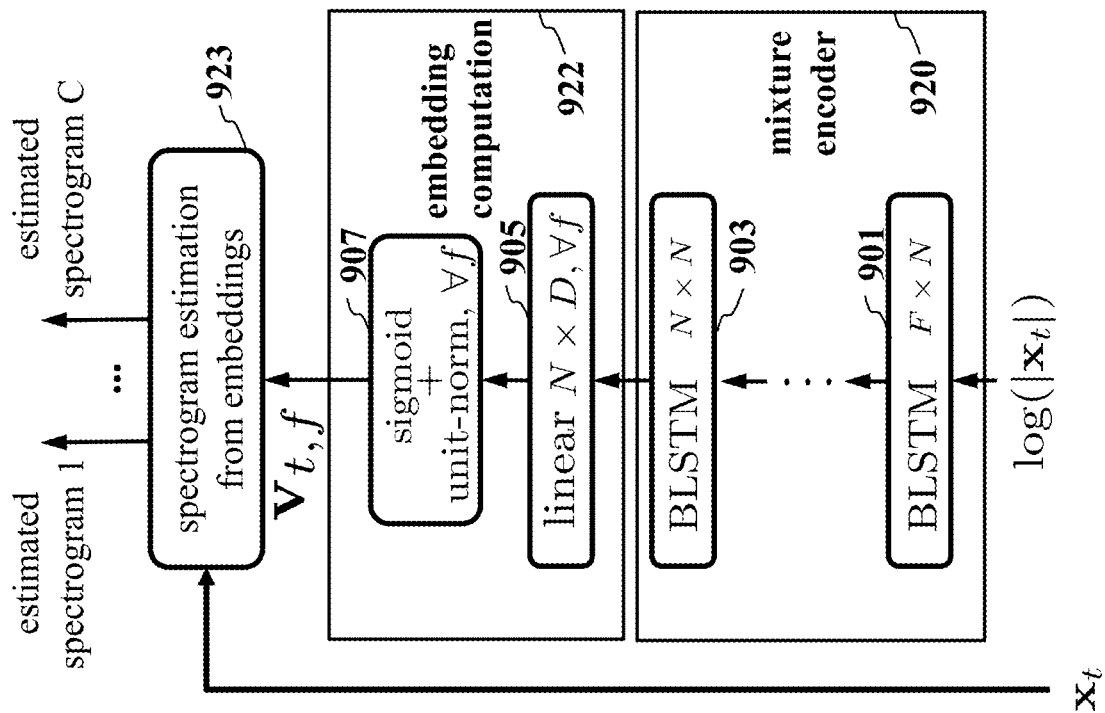 estimated
spectrogram 1
...
estimated
spectrogram C
923
spectrogram estimation
from embeddings
V t, f
907
sigmoid
+
unit-norm, ∀f
embedding
computation
905
linear N × D, ∀f
922
BLSTM N × N
903
mixture
encoder
...
901
BLSTM F × N
920
log(|x_t|)
x_t